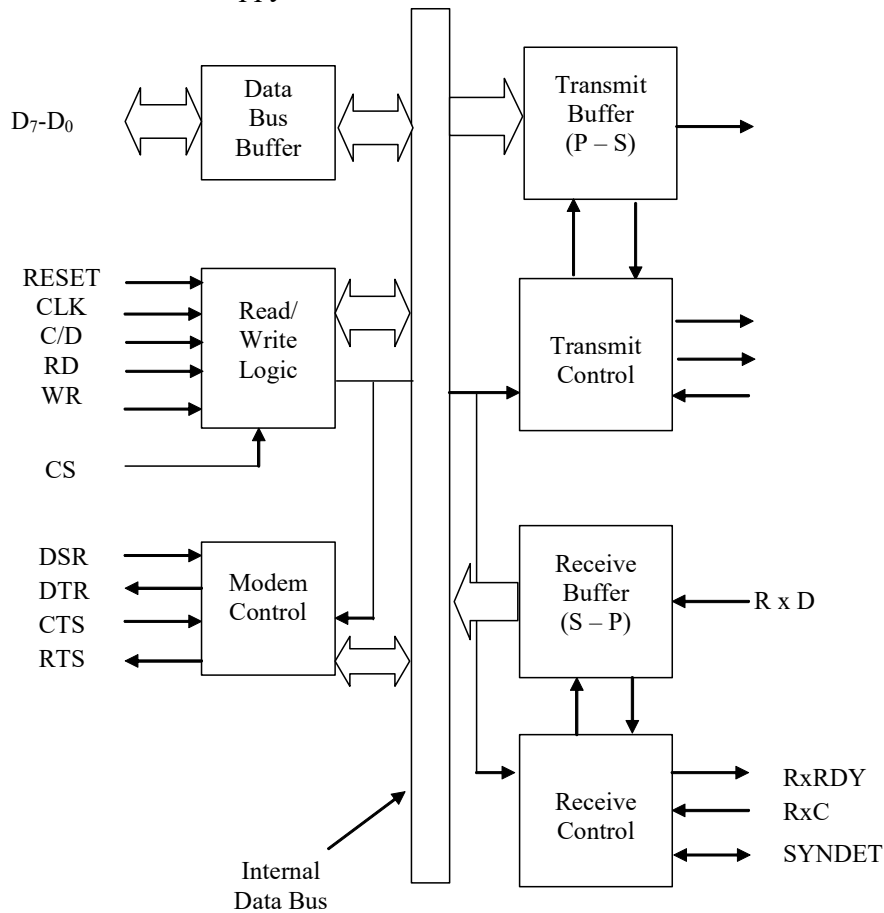 D7-D0
Data
Bus
Buffer
Transmit
Buffer
(P – S)
RESET
CLK
C/D
RD
WR
CS
Read/
Write
Logic
Transmit
Control
DSR
DTR
CTS
RTS
Modem
Control
Receive
Buffer
(S – P)
R x D
Receive
Control
RxRDY
RxC
SYNDET
Internal
Data Bus